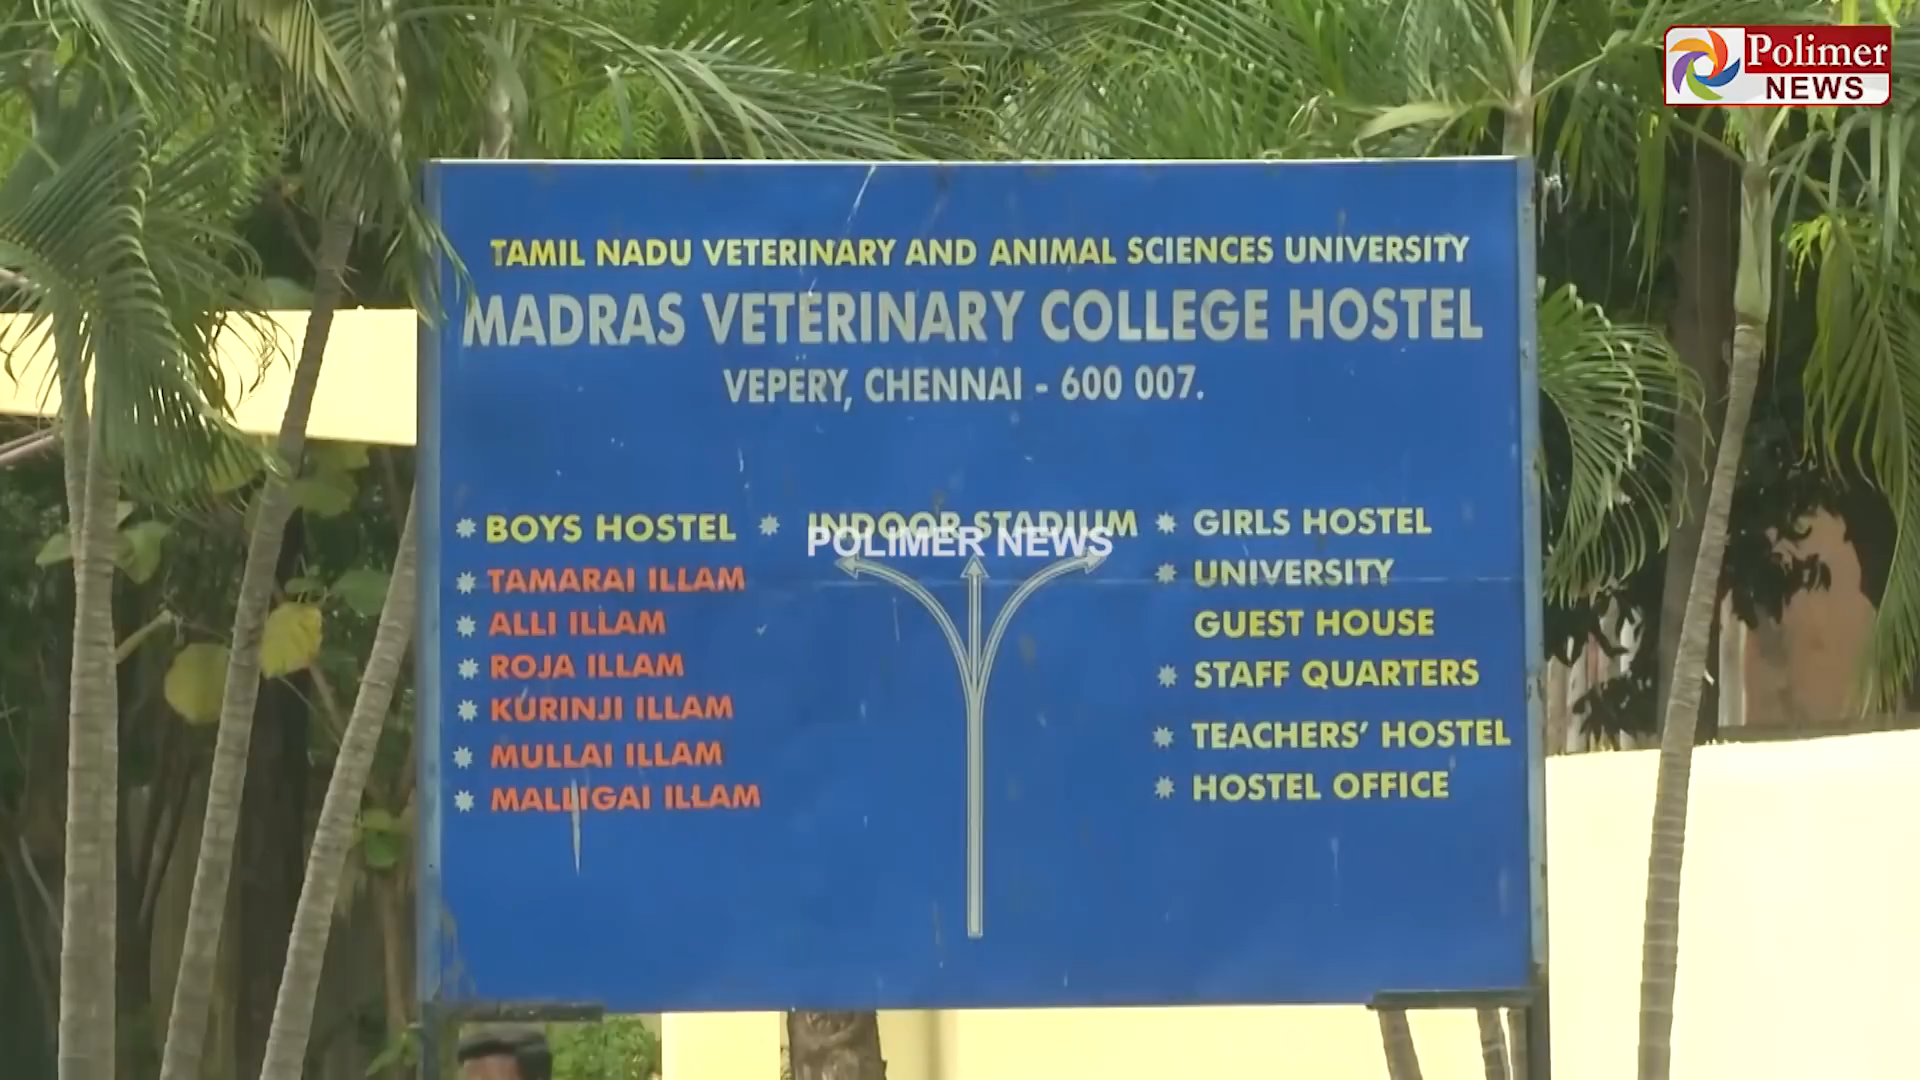 Polimer
NEWS
TAMIL NADU VETERINARY AND ANIMAL SCIENCES UNIVERSITY
MADRAS VETERINARY COLLEGE HOSTEL
VEPERY, CHENNAI - 600 007.
BOYS HOSTEL
TAMARAI ILLAM
ALLI ILLAM
ROJA ILLAM
KURINJI ILLAM
MULLAI ILLAM
MALLIGAI ILLAM
INDOOR STADIUM
POLIMER NEWS
GIRLS HOSTEL
UNIVERSITY
GUEST HOUSE
STAFF QUARTERS
TEACHERS' HOSTEL
HOSTEL OFFICE